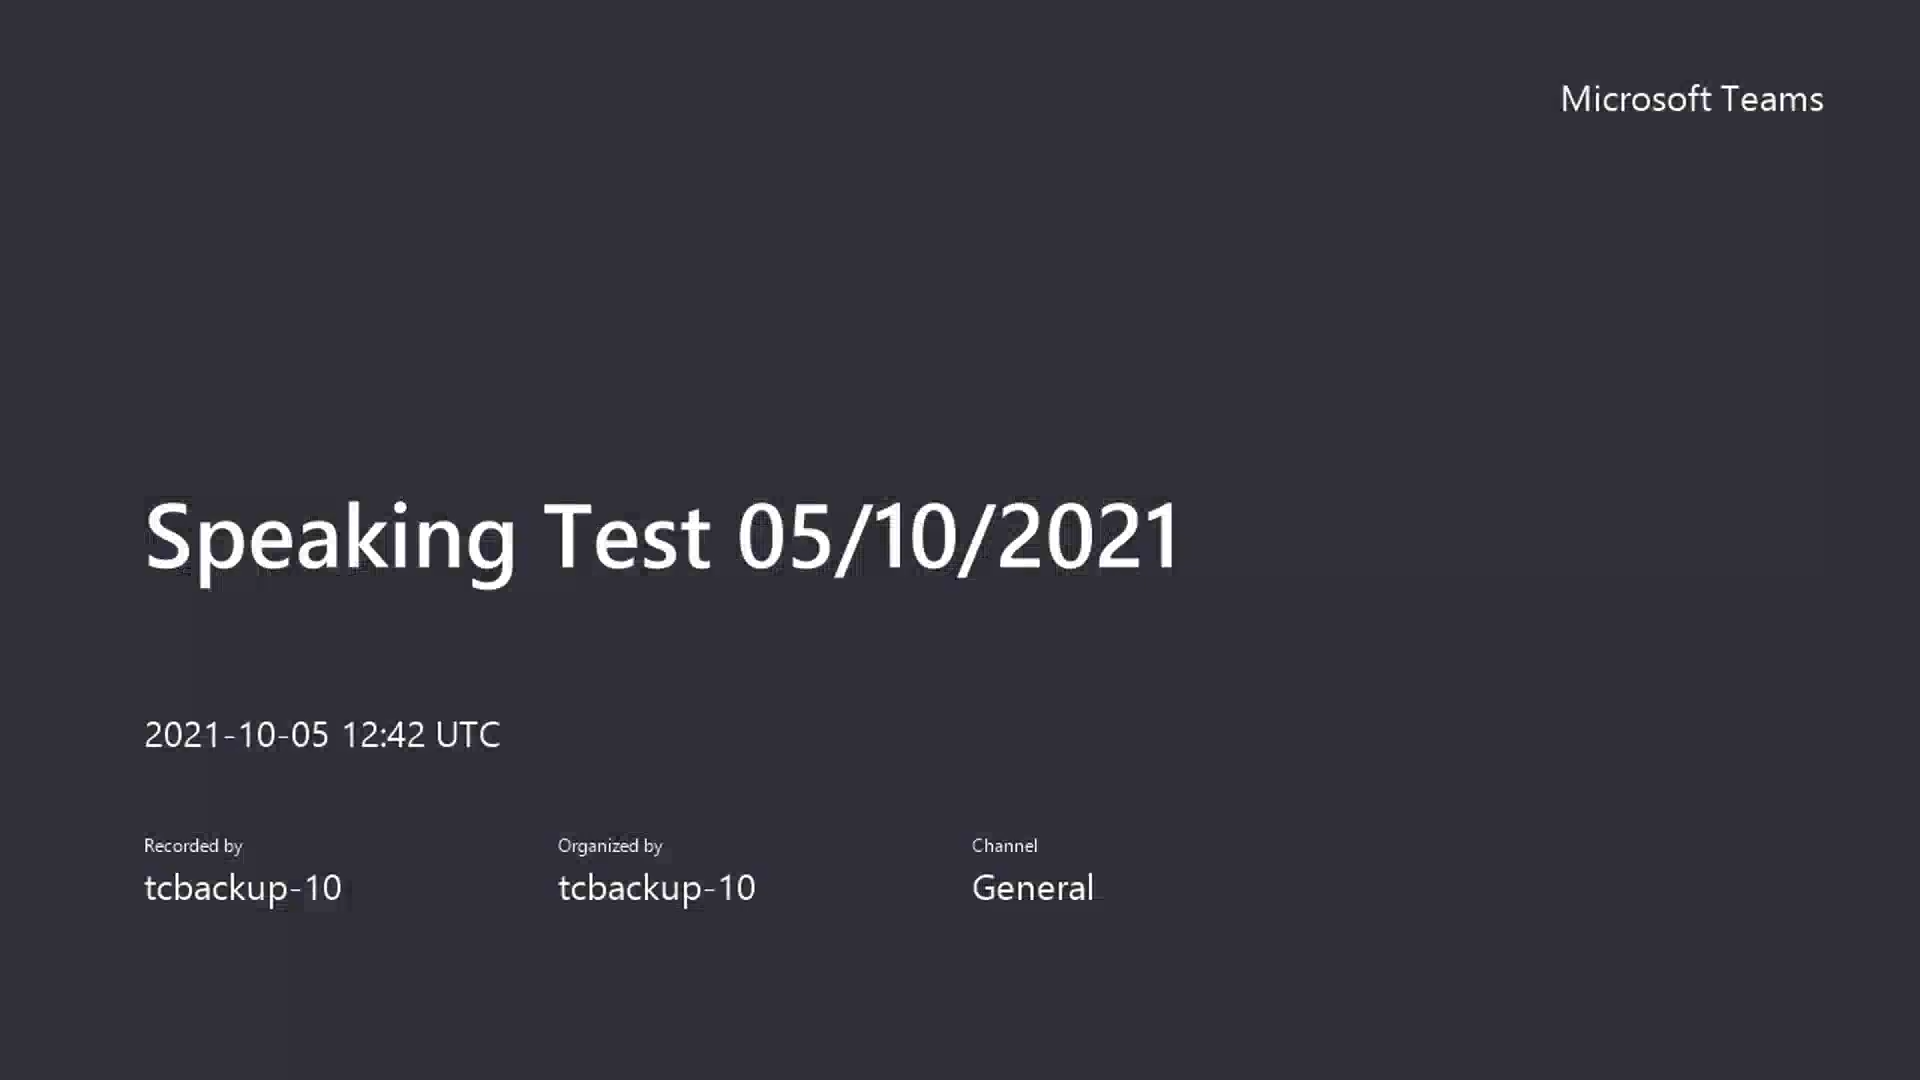 Microsoft Teams
Speaking Test 05/10/2021
2021-10-05 12:42 UTC
Recorded by
tcbackup-10
Organized by
tcbackup-10
Channel
General